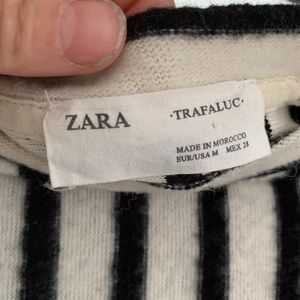 ZARA
·TRAFALUC·
MADE IN MOROCCO
EUR/USA M MEX 28